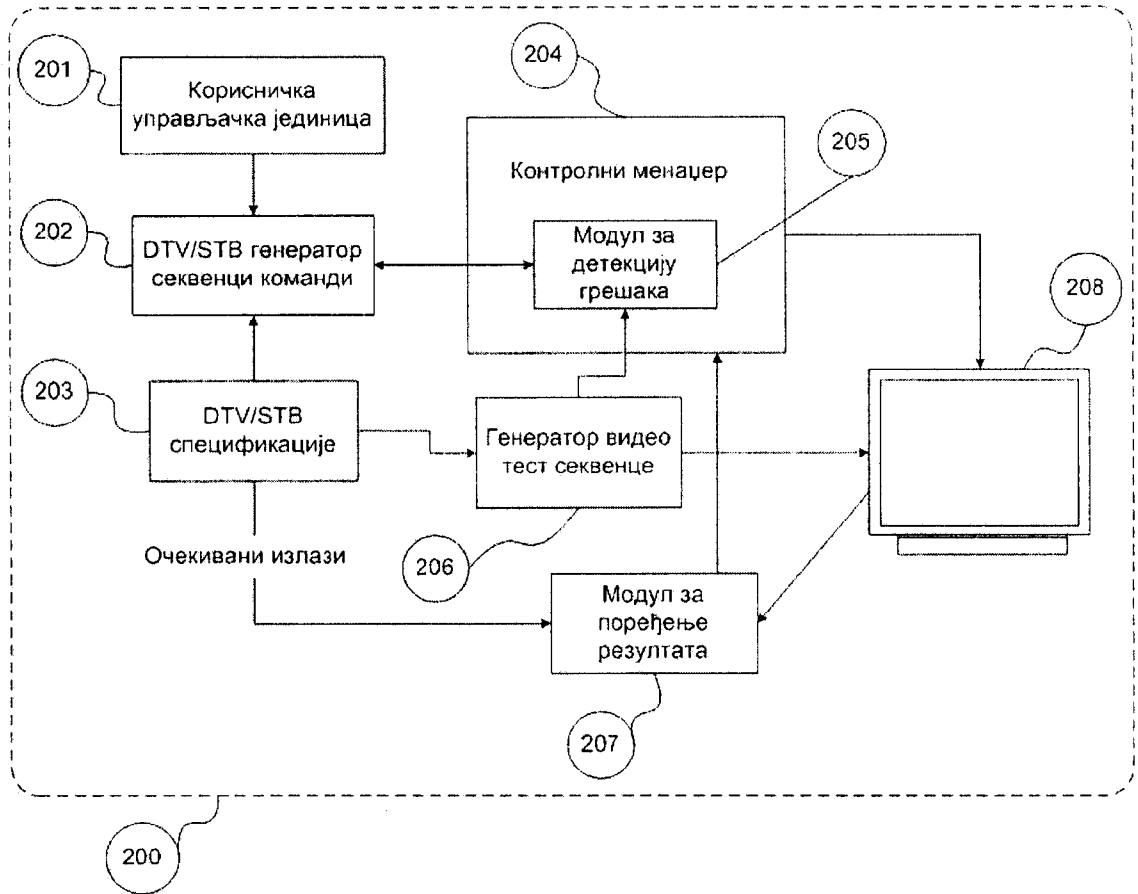 201
Корисничка
управљачка јединица
202
DTV/STB генератор
секвенци команди
203
DTV/STB
спецификације
Очекивани излази
204
Контролни менаџер
205
Модул за
детекцију
грешака
206
Генератор видео
тест секвенце
207
Модул за
поређење
резултата
208
200